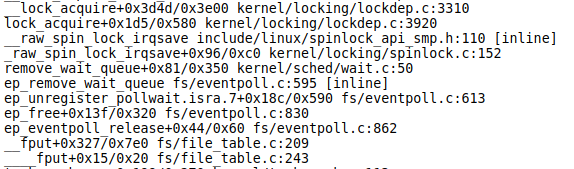 __lock_acquire+0x3d4d/0x3e00 kernel/locking/lockdep.c:3310
lock_acquire+0x1d5/0x580 kernel/locking/lockdep.c:3920
__raw_spin_lock_irqsave include/linux/spinlock_api_smp.h:110 [inline]
_raw_spin_lock_irqsave+0x96/0xc0 kernel/locking/spinlock.c:152
remove_wait_queue+0x81/0x350 kernel/sched/wait.c:50
ep_remove_wait_queue fs/eventpoll.c:595 [inline]
ep_unregister_pollwait.isra.7+0x18c/0x590 fs/eventpoll.c:613
ep_free+0x13f/0x320 fs/eventpoll.c:830
ep_eventpoll_release+0x44/0x60 fs/eventpoll.c:862
__fput+0x327/0x7e0 fs/file_table.c:209
____fput+0x15/0x20 fs/file_table.c:243